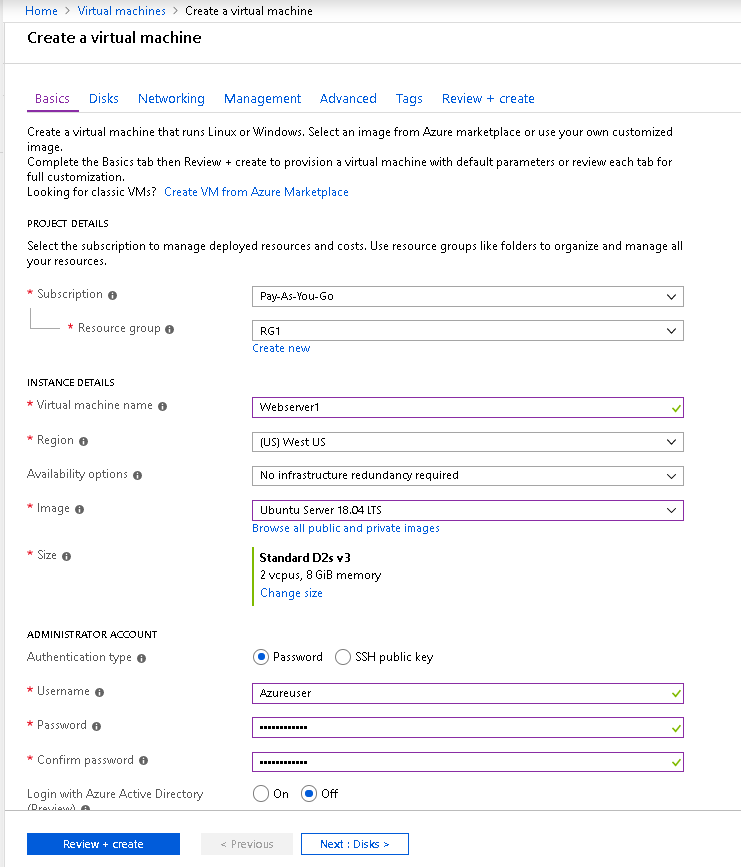 Home > Virtual machines > Create a virtual machine
Create a virtual machine
Basics Disks Networking Management Advanced Tags Review + create
Create a virtual machine that runs Linux or Windows. Select an image from Azure marketplace or use your own customized
image.
Complete the Basics tab then Review + create to provision a virtual machine with default parameters or review each tab for
full customization.
Looking for classic VMs? Create VM from Azure Marketplace
PROJECT DETAILS
Select the subscription to manage deployed resources and costs. Use resource groups like folders to organize and manage all
your resources.
* Subscription Pay-As-You-Go
* Resource group RG1
Create new
INSTANCE DETAILS
* Virtual machine name Webserver1
* Region (US) West US
Availability options No infrastructure redundancy required
* Image Ubuntu Server 18.04 LTS
Browse all public and private images
* Size Standard D2s v3
2 vcpus, 8 GiB memory
Change size
ADMINISTRATOR ACCOUNT
Authentication type Password SSH public key
* Username Azureuser
* Password ••••••••••••
* Confirm password ••••••••••••
Login with Azure Active Directory On Off
(Preview)
Review + create < Previous Next : Disks >